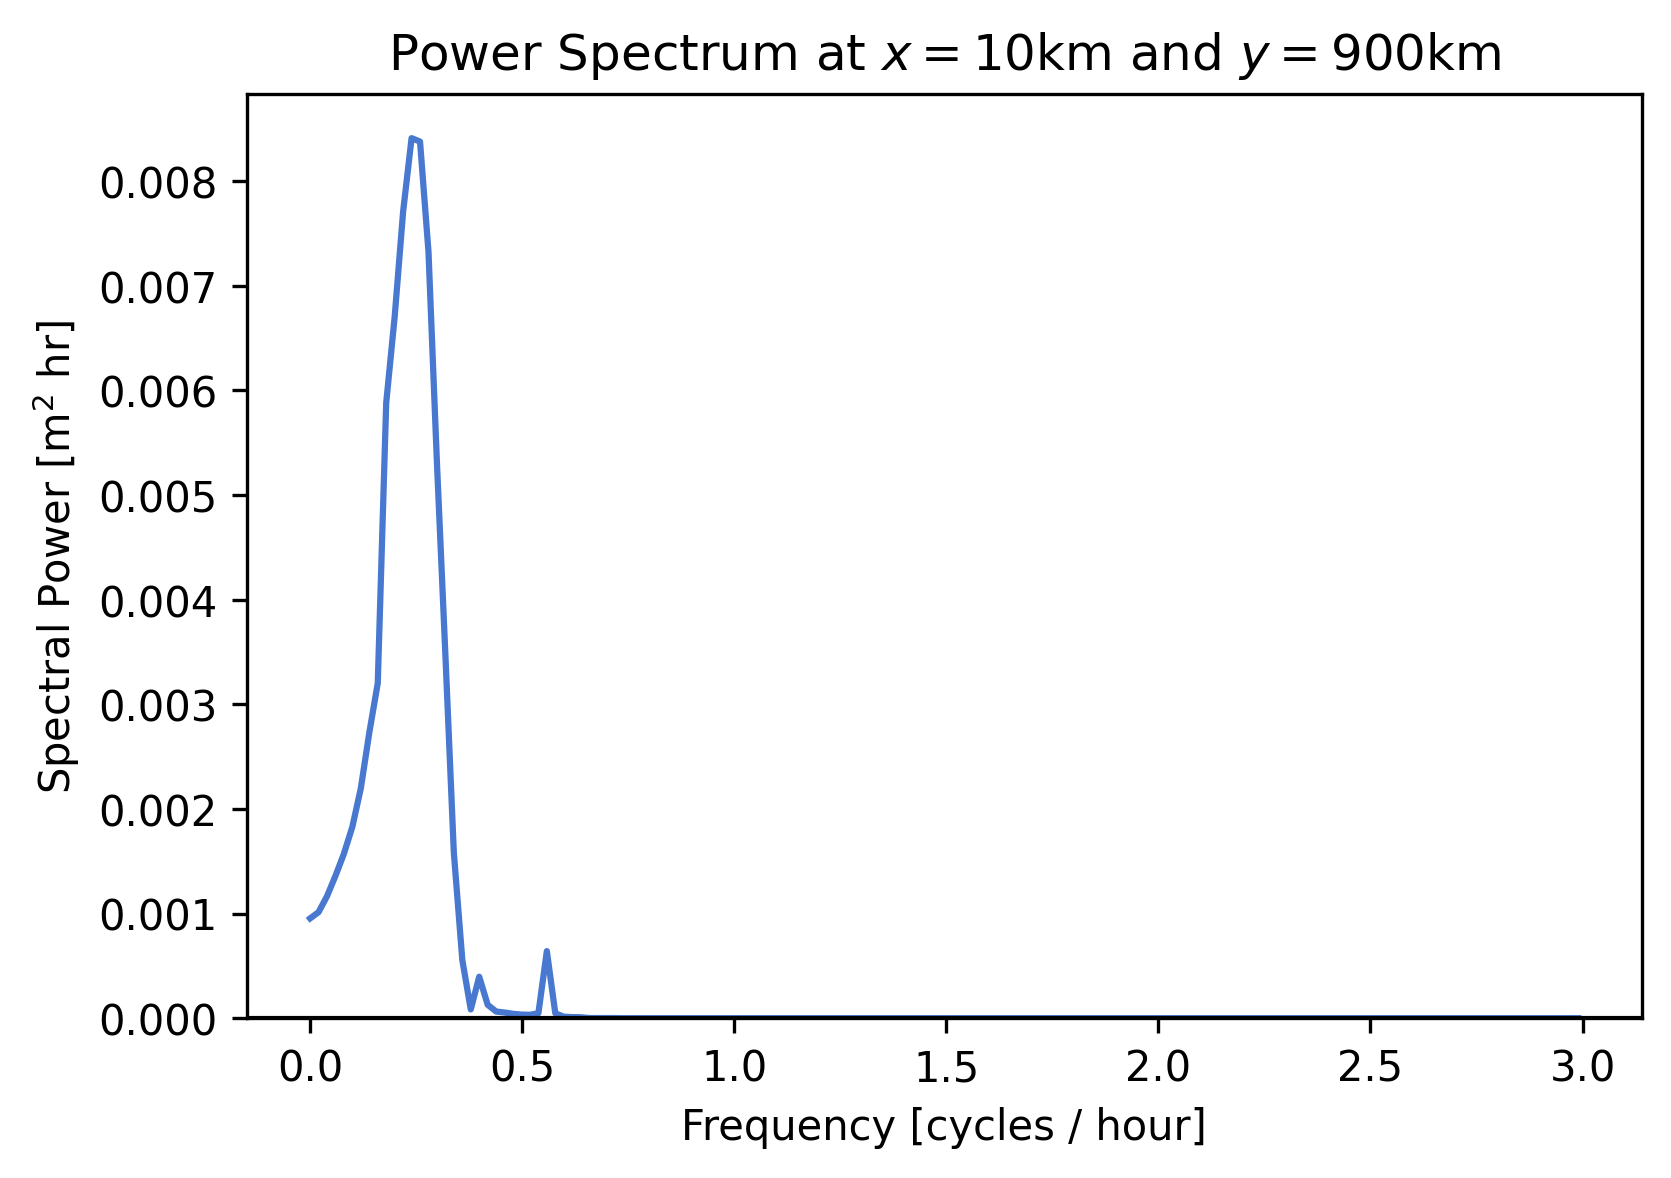 Power Spectrum at x = 10km and y = 900km
Spectral Power [m² hr]
0.008
0.007
0.006
0.005
0.004
0.003
0.002
0.001
0.000
0.0 0.5 1.0 1.5 2.0 2.5 3.0
Frequency [cycles / hour]